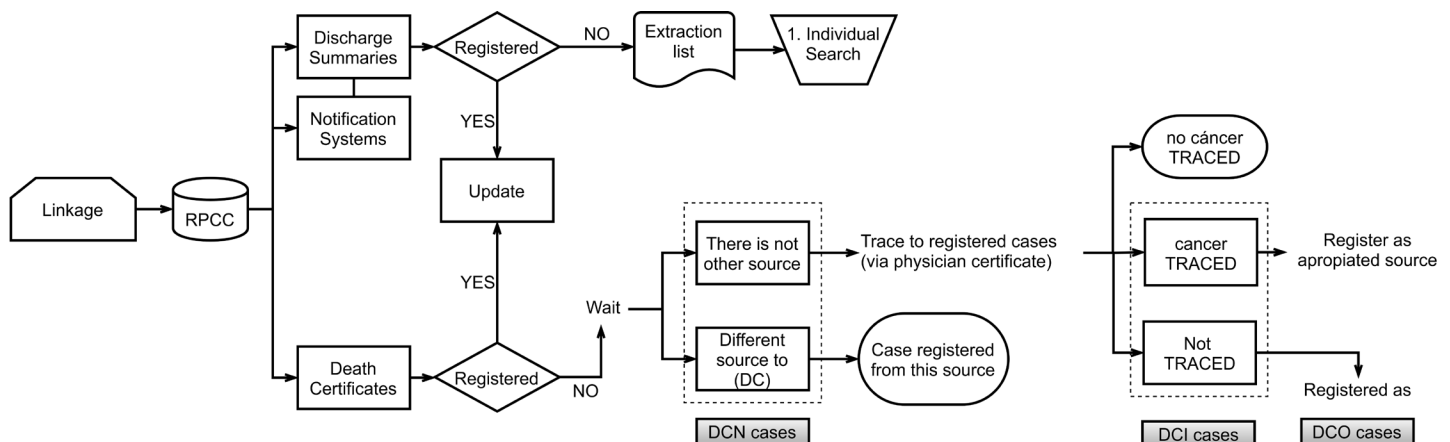 Discharge
Summaries
Registered
NO
Extraction
list
1. Individual
Search
Notification
Systems
YES
Update
Linkage
RPCC
YES
Death
Certificates
Registered
NO
Wait
There is not
other source
Different
source to
(DC)
DCN cases
Trace to registered cases
(via physician certificate)
Case registered
from this source
no cáncer
TRACED
cancer
TRACED
Register as
apropiated source
Not
TRACED
Registered as
DCI cases
DCO cases